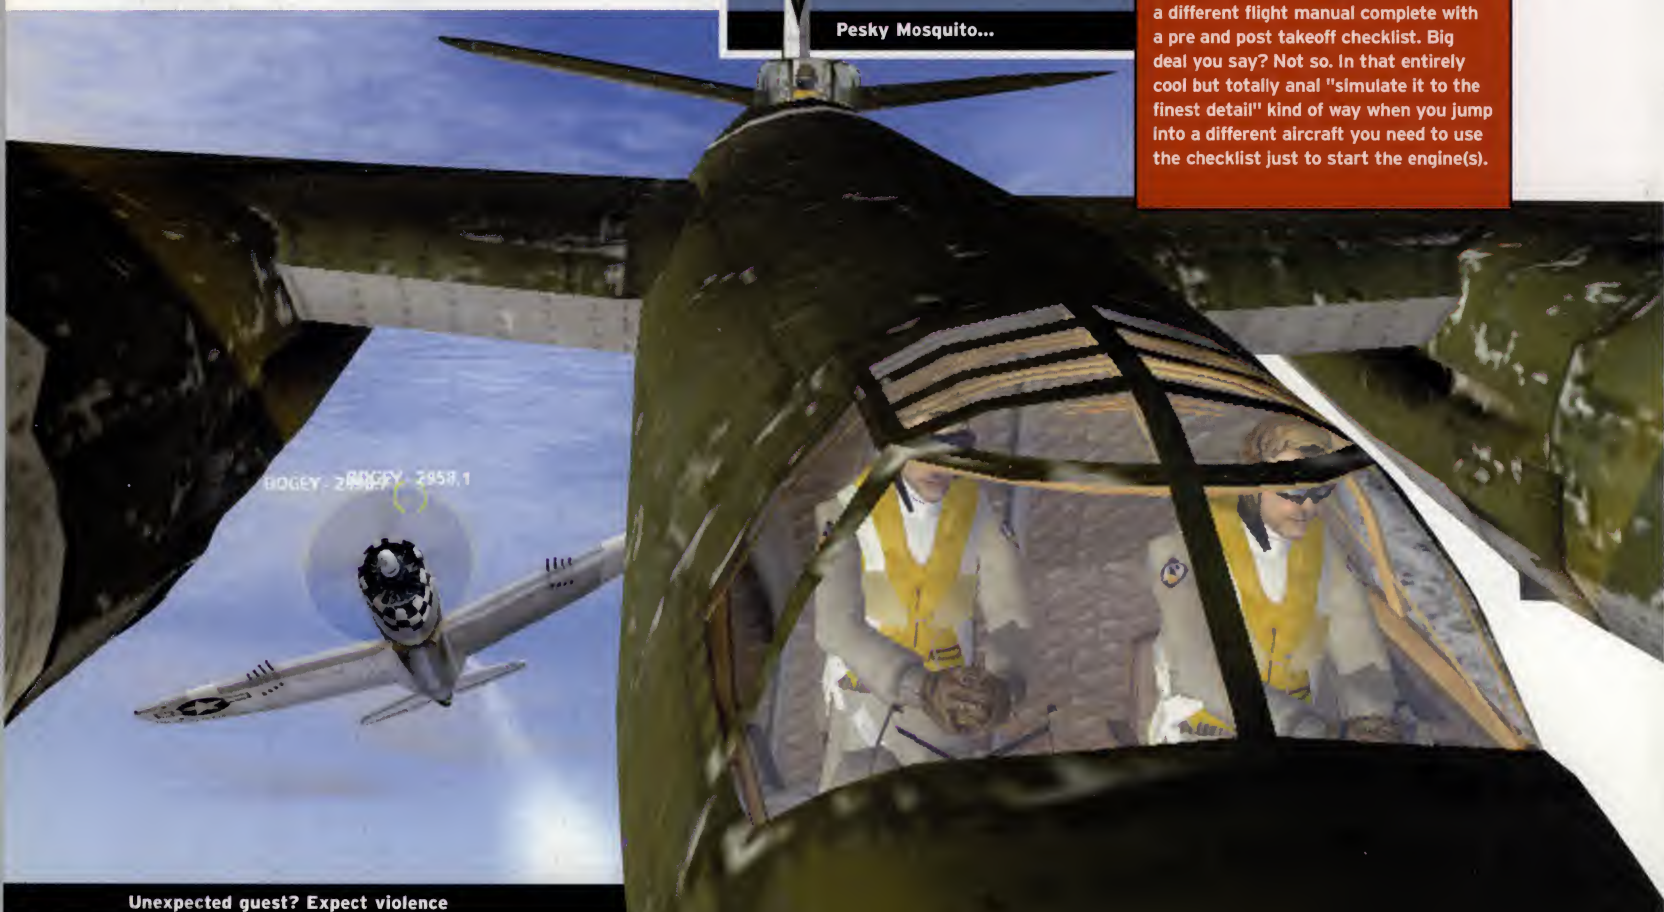 Pesky Mosquito...
a different flight manual complete with
a pre and post takeoff checklist. Big
deal you say? Not so. In that entirely
cool but totally anal "simulate it to the
finest detail" kind of way when you jump
into a different aircraft you need to use
the checklist just to start the engine(s).
BOGEY -
BOGEY - 2958.1
Unexpected guest? Expect violence